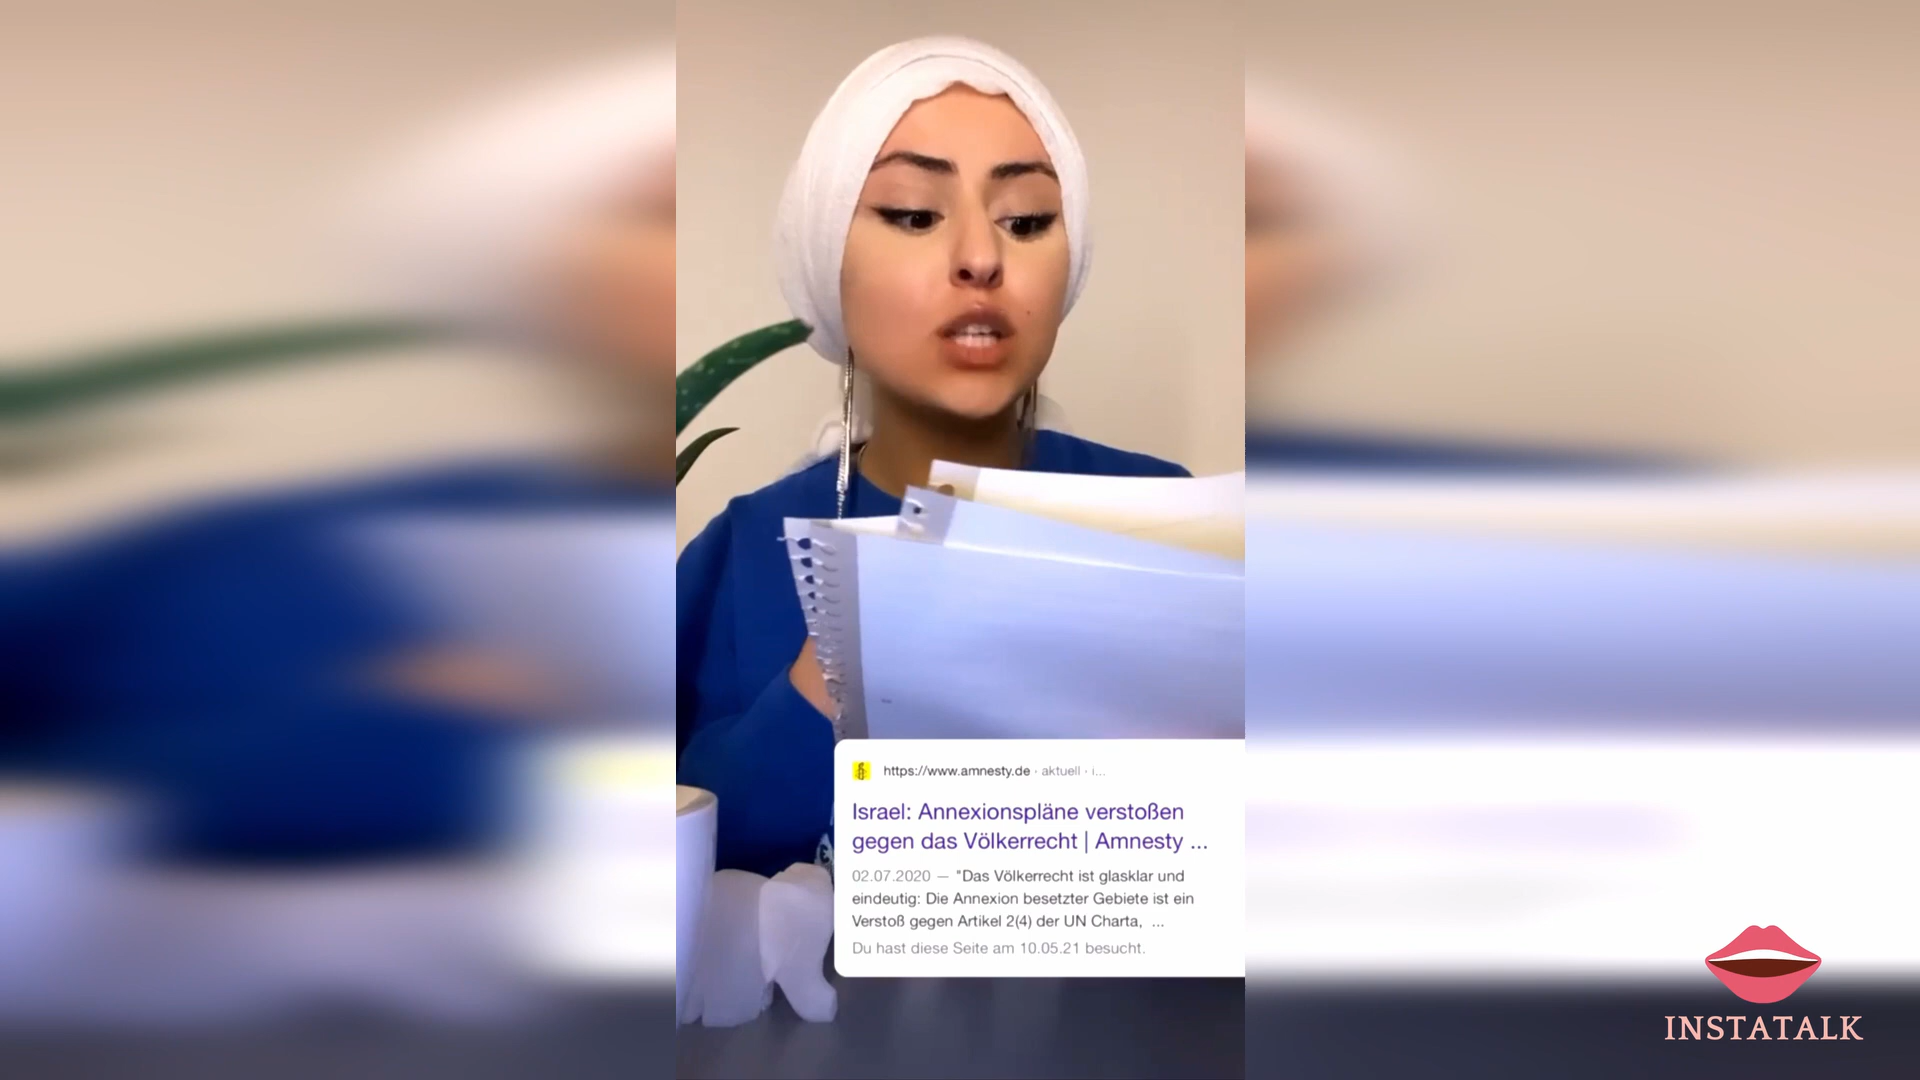 https://www.amnesty.de · aktuell · i...
Israel: Annexionspläne verstoßen
gegen das Völkerrecht | Amnesty ...
02.07.2020 — "Das Völkerrecht ist glasklar und
eindeutig: Die Annexion besetzter Gebiete ist ein
Verstoß gegen Artikel 2(4) der UN Charta, ...
Du hast diese Seite am 10.05.21 besucht.
INSTATALK